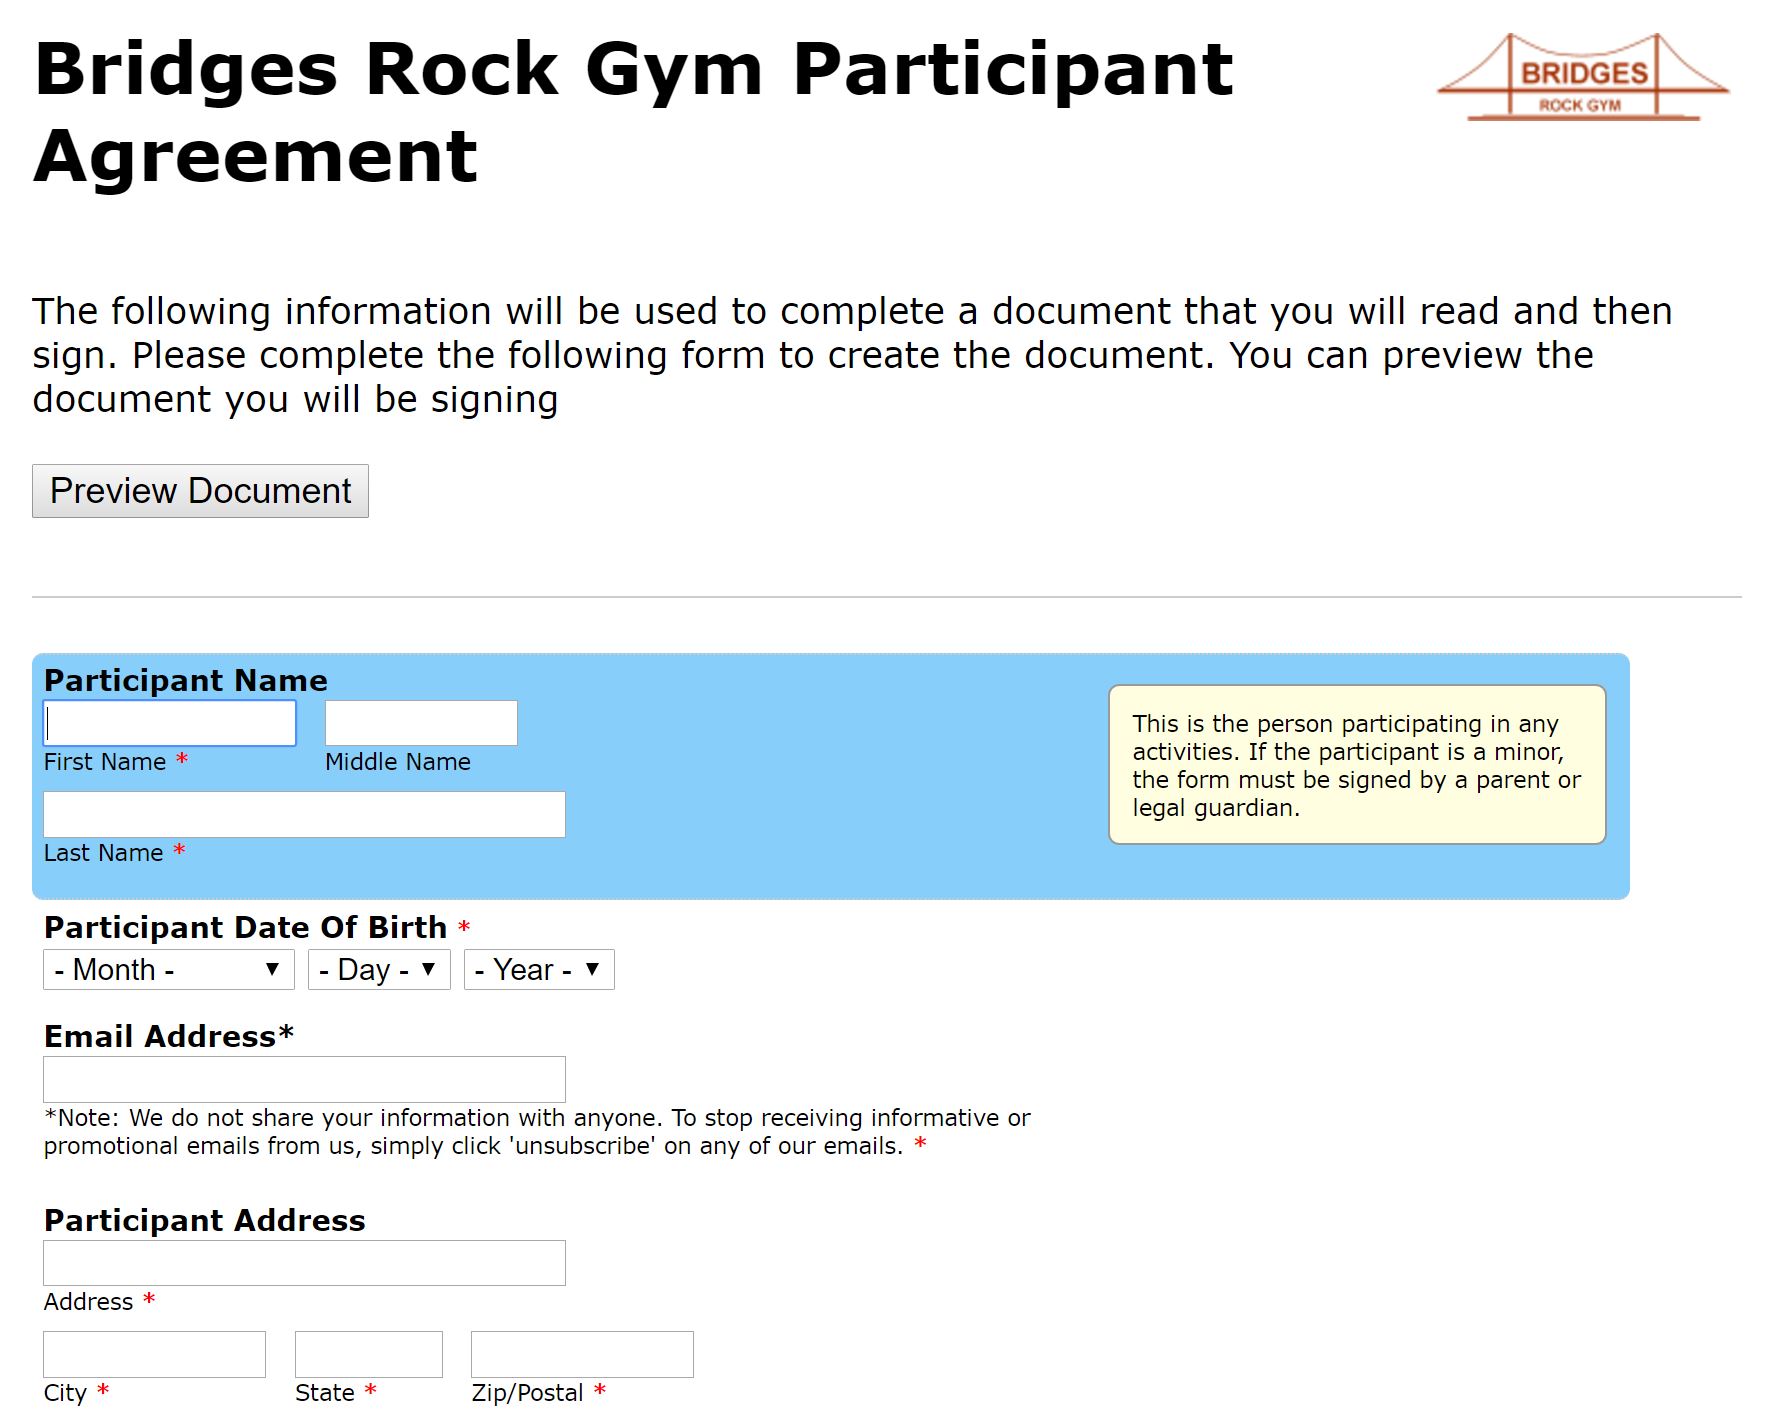 Bridges Rock Gym Participant
Agreement
BRIDGES
ROCK GYM
The following information will be used to complete a document that you will read and then
sign. Please complete the following form to create the document. You can preview the
document you will be signing
Preview Document
Participant Name
First Name *
Middle Name
Last Name *
This is the person participating in any
activities. If the participant is a minor,
the form must be signed by a parent or
legal guardian.
Participant Date Of Birth *
- Month - ▼ - Day - ▼ - Year - ▼
Email Address*
*Note: We do not share your information with anyone. To stop receiving informative or
promotional emails from us, simply click 'unsubscribe' on any of our emails. *
Participant Address
Address *
City * State * Zip/Postal *